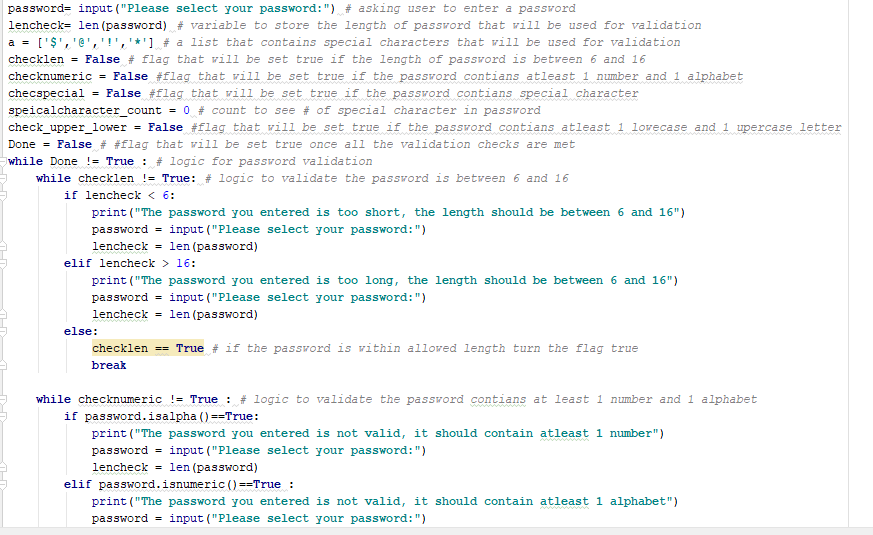 password= input("Please select your password:") # asking user to enter a password
lencheck= len(password) # variable to store the length of password that will be used for validation
a = ['$','@','!','*'] # a list that contains special characters that will be used for validation
checklen = False # flag that will be set true if the length of password is between 6 and 16
checknumeric = False #flag that will be set true if the password contians atleast 1 number and 1 alphabet
checspecial = False #flag that will be set true if the password contians special character
speicalcharacter_count = 0 # count to see # of special character in password
check_upper_lower = False #flag that will be set true if the password contians atleast 1 lovecase and 1 upercase letter
Done = False # #flag that will be set true once all the validation checks are met
while Done != True : # logic for password validation
    while checklen != True: # logic to validate the password is between 6 and 16
        if lencheck < 6:
            print("The password you entered is too short, the length should be between 6 and 16")
            password = input("Please select your password:")
            lencheck = len(password)
        elif lencheck > 16:
            print("The password you entered is too long, the length should be between 6 and 16")
            password = input("Please select your password:")
            lencheck = len(password)
        else:
            checklen == True # if the password is within allowed length turn the flag true
            break
    while checknumeric != True : # logic to validate the password contians at least 1 number and 1 alphabet
        if password.isalpha()==True:
            print("The password you entered is not valid, it should contain atleast 1 number")
            password = input("Please select your password:")
            lencheck = len(password)
        elif password.isnumeric()==True :
            print("The password you entered is not valid, it should contain atleast 1 alphabet")
            password = input("Please select your password:")